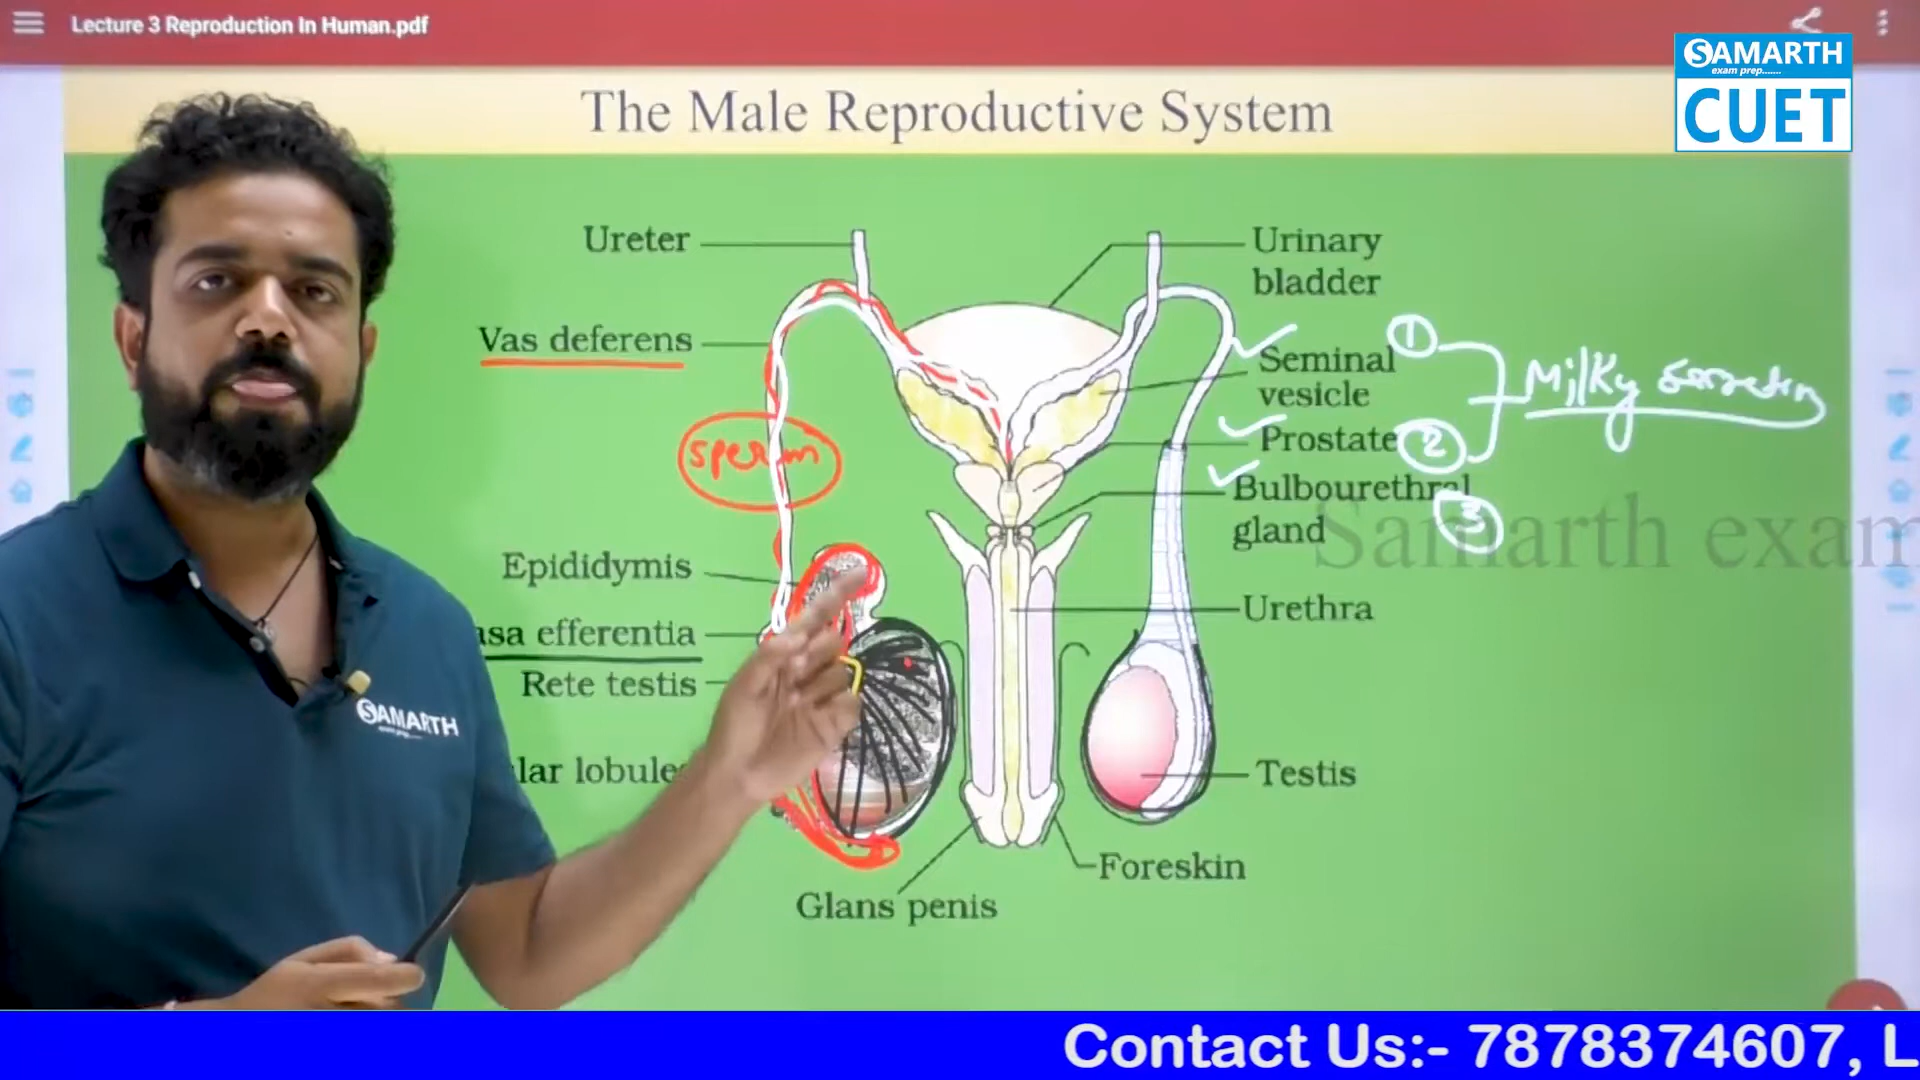 Lecture 3 Reproduction In Human.pdf
SAMARTH
exam prep.......
CUET
The Male Reproductive System
Ureter
Urinary
bladder
Vas deferens
Seminal
vesicle
1
Milky
Prostate
2
sperm
Bulbourethral
gland
3
Samarth exam
Epididymis
Urethra
asa efferentia
Rete testis
SAMARTH
lar lobules
Testis
Foreskin
Glans penis
Contact Us:- 7878374607, L